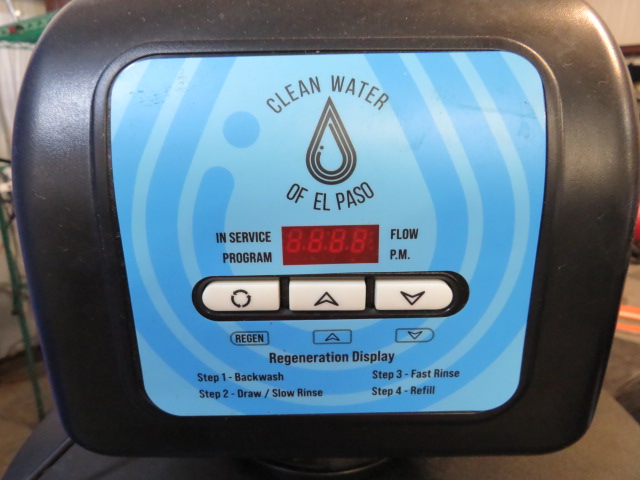 CLEAN WATER
OF EL PASO
IN SERVICE
FLOW
PROGRAM
P.M.
REGEN
Regeneration Display
Step 1 - Backwash
Step 3 - Fast Rinse
Step 2 - Draw / Slow Rinse
Step 4 - Refill